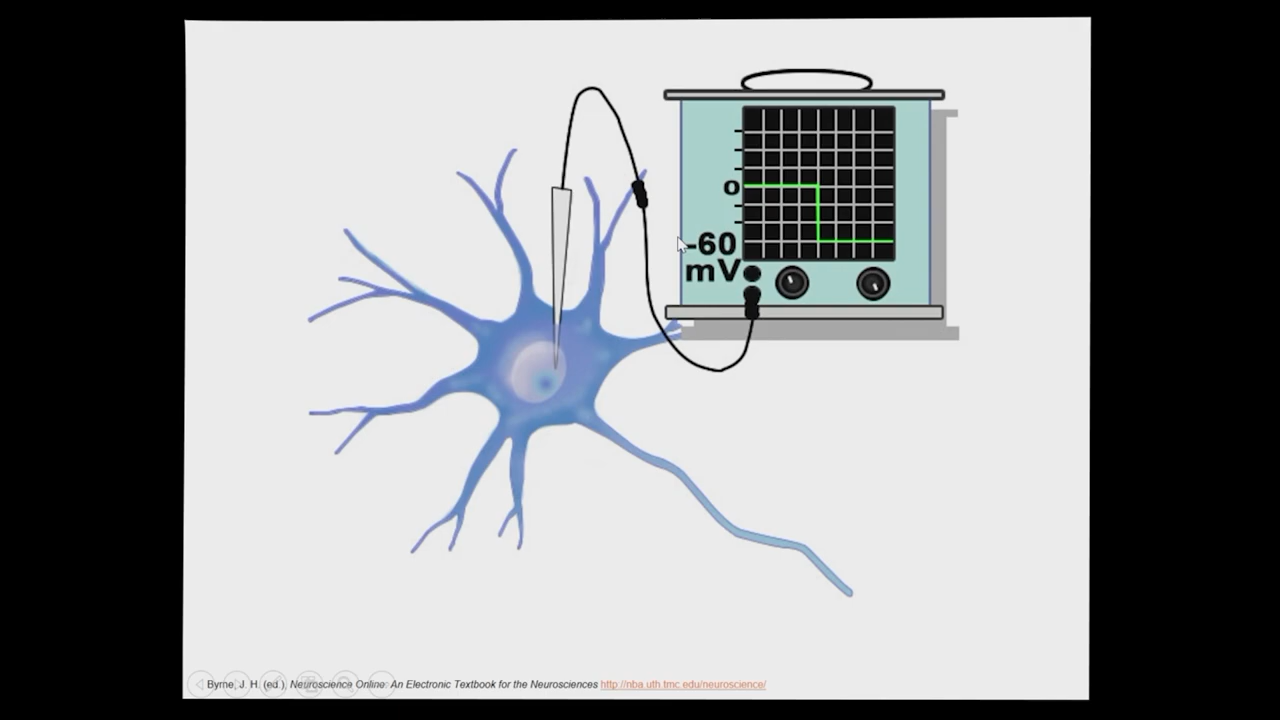 0
-60
mV
Byrne, J. H. (ed.), Neuroscience Online: An Electronic Textbook for the Neurosciences http://nba.uth.tmc.edu/neuroscience/